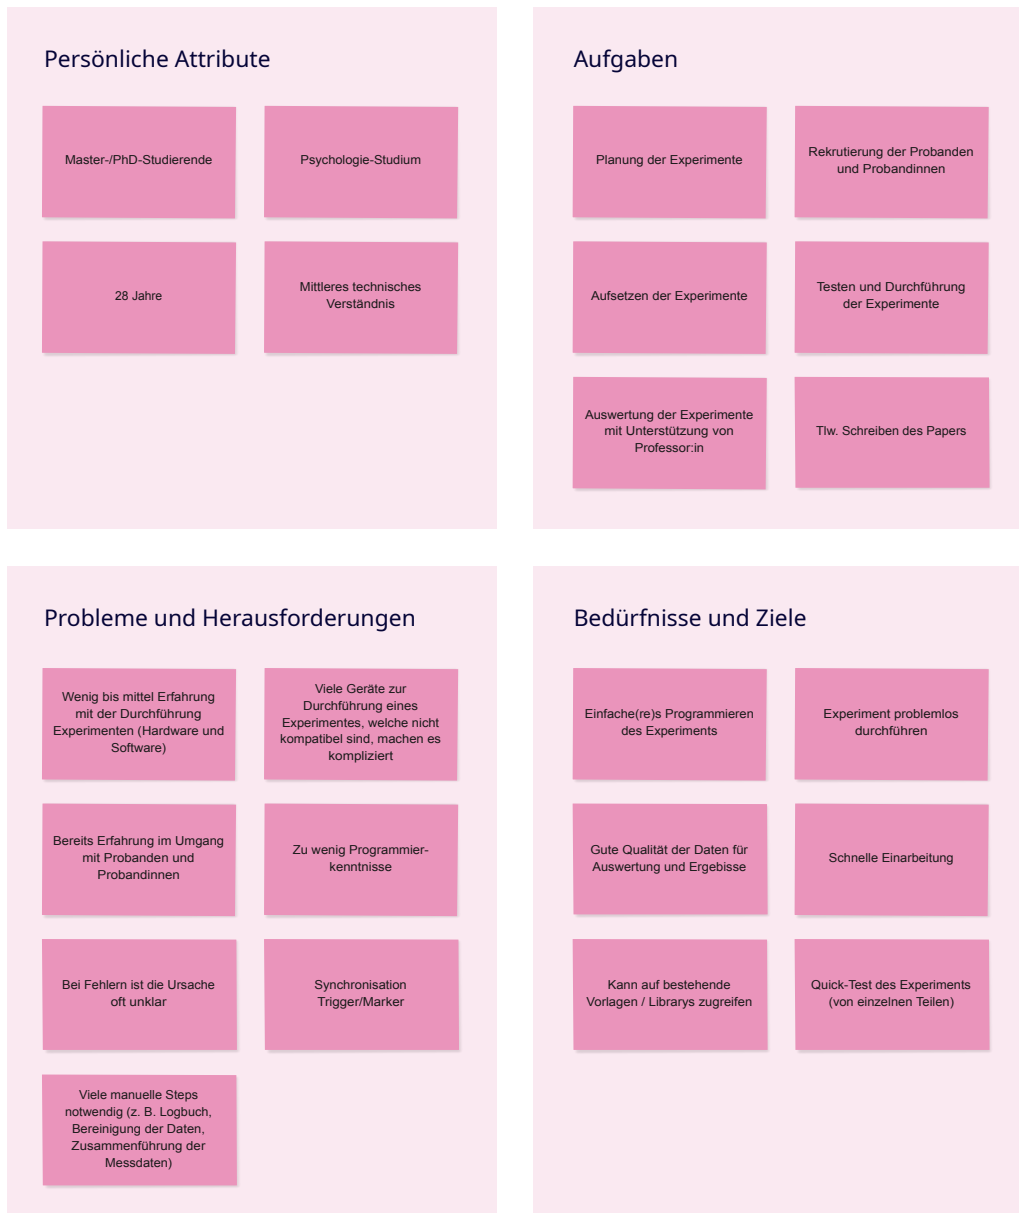 Persönliche Attribute
Master-/PhD-Studierende
Psychologie-Studium
28 Jahre
Mittleres technisches
Verständnis
Aufgaben
Planung der Experimente
Rekrutierung der Probanden
und Probandinnen
Aufsetzen der Experimente
Testen und Durchführung
der Experimente
Auswertung der Experimente
mit Unterstützung von
Professor:in
Tlw. Schreiben des Papers
Probleme und Herausforderungen
Wenig bis mittel Erfahrung
mit der Durchführung
Experimenten (Hardware und
Software)
Viele Geräte zur
Durchführung eines
Experimentes, welche nicht
kompatibel sind, machen es
kompliziert
Bereits Erfahrung im Umgang
mit Probanden und
Probandinnen
Zu wenig Programmier-
kenntnisse
Bei Fehlern ist die Ursache
oft unklar
Synchronisation
Trigger/Marker
Viele manuelle Steps
notwendig (z. B. Logbuch,
Bereinigung der Daten,
Zusammenführung der
Messdaten)
Bedürfnisse und Ziele
Einfache(re)s Programmieren
des Experiments
Experiment problemlos
durchführen
Gute Qualität der Daten für
Auswertung und Ergebisse
Schnelle Einarbeitung
Kann auf bestehende
Vorlagen / Librarys zugreifen
Quick-Test des Experiments
(von einzelnen Teilen)